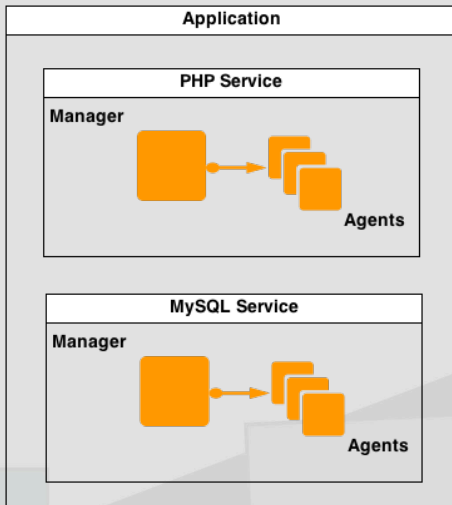 Application
PHP Service
Manager
Agents
MySQL Service
Manager
Agents